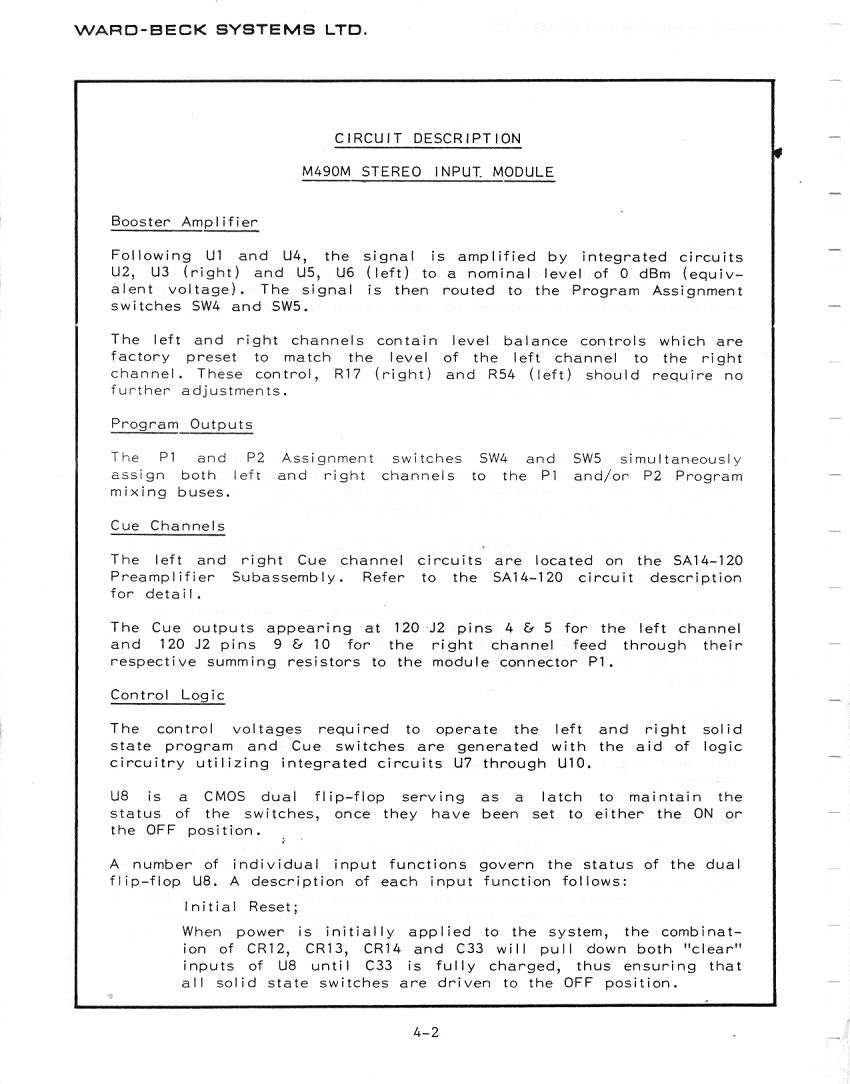 WARD-BECK SYSTEMS LTD.
CIRCUIT DESCRIPTION
M490M STEREO INPUT MODULE
Booster Amplifier
Following U1 and U4, the signal is amplified by integrated circuits
U2, U3 (right) and U5, U6 (left) to a nominal level of 0 dBm (equiv-
alent voltage). The signal is then routed to the Program Assignment
switches SW4 and SW5.
The left and right channels contain level balance controls which are
factory preset to match the level of the left channel to the right
channel. These control, R17 (right) and R54 (left) should require no
further adjustments.
Program Outputs
The P1 and P2 Assignment switches SW4 and SW5 simultaneously
assign both left and right channels to the P1 and/or P2 Program
mixing buses.
Cue Channels
The left and right Cue channel circuits are located on the SA14-120
Preamplifier Subassembly. Refer to the SA14-120 circuit description
for detail.
The Cue outputs appearing at 120 J2 pins 4 & 5 for the left channel
and 120 J2 pins 9 & 10 for the right channel feed through their
respective summing resistors to the module connector P1.
Control Logic
The control voltages required to operate the left and right solid
state program and Cue switches are generated with the aid of logic
circuitry utilizing integrated circuits U7 through U10.
U8 is a CMOS dual flip-flop serving as a latch to maintain the
status of the switches, once they have been set to either the ON or
the OFF position.
A number of individual input functions govern the status of the dual
flip-flop U8. A description of each input function follows:
Initial Reset;
When power is initially applied to the system, the combinat-
ion of CR12, CR13, CR14 and C33 will pull down both "clear"
inputs of U8 until C33 is fully charged, thus ensuring that
all solid state switches are driven to the OFF position.
4-2